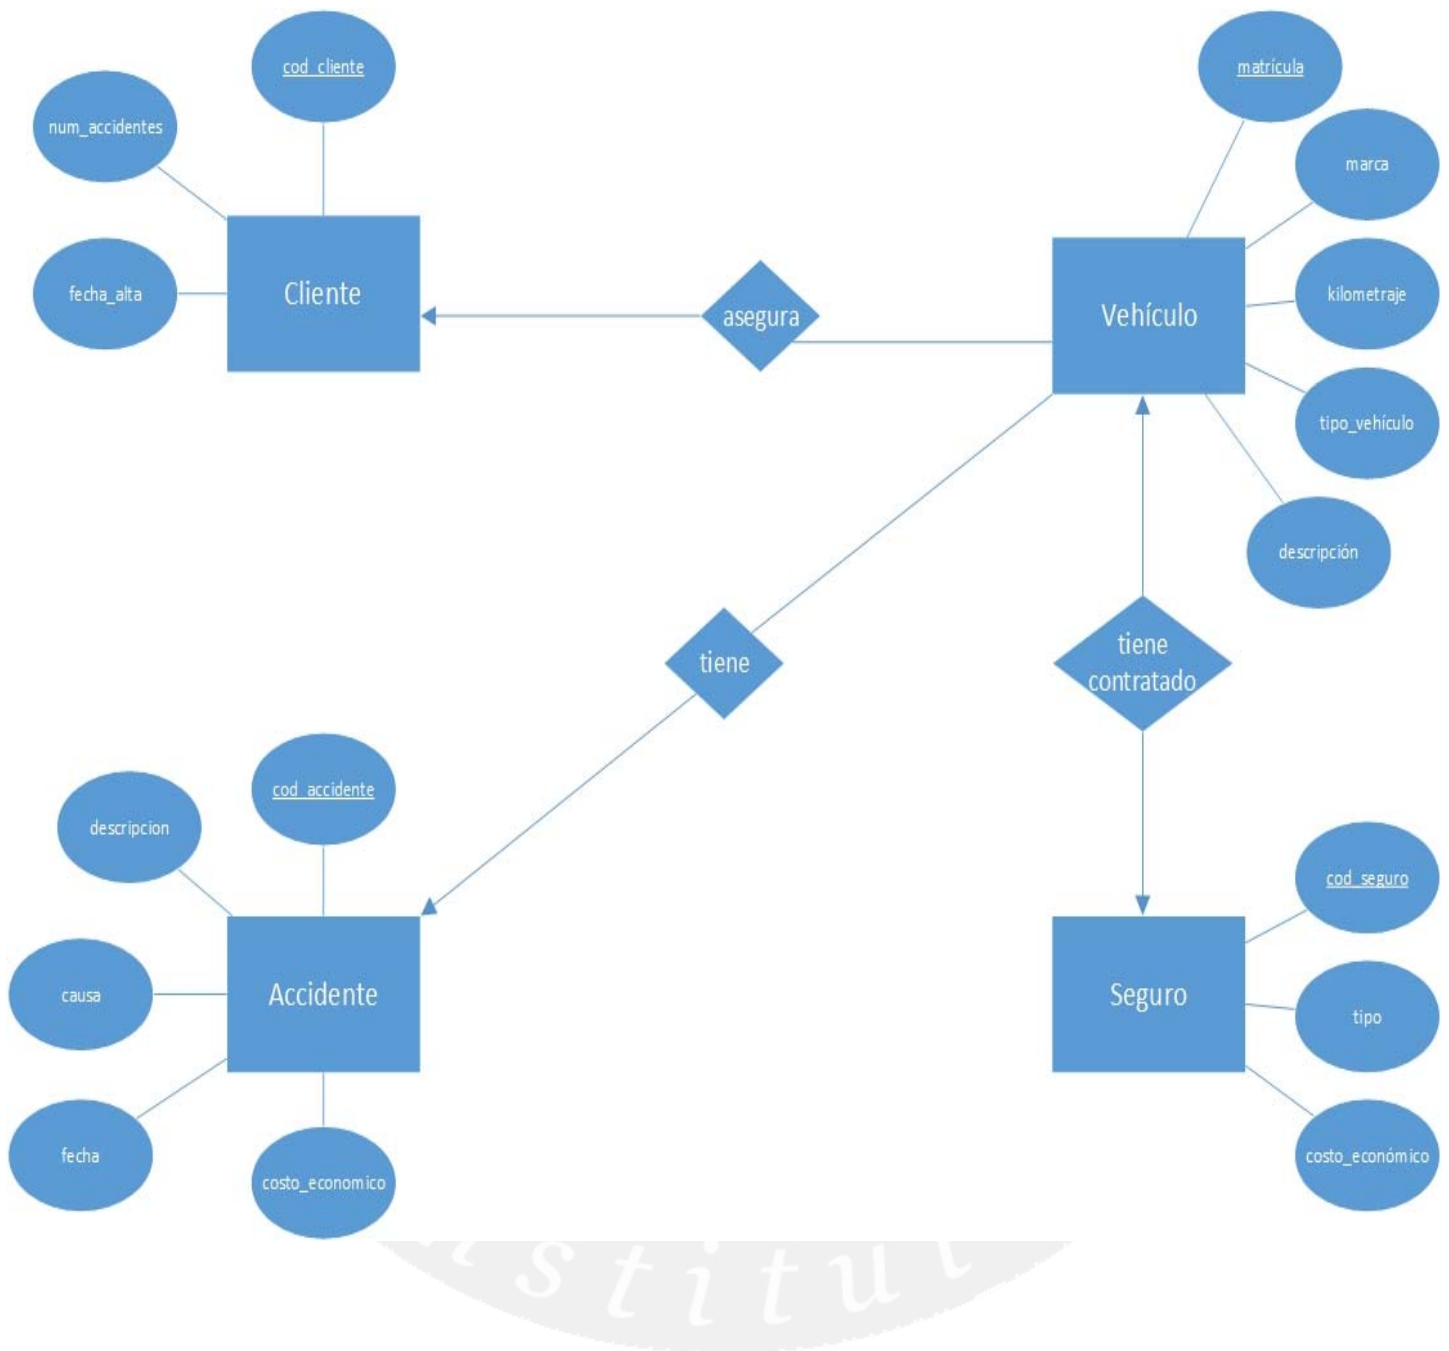 cod_cliente
num_accidentes
fecha_alta
Cliente
asegura
matrícula
marca
Vehículo
kilometraje
tipo_vehículo
descripción
tiene
tiene
contratado
cod_accidente
descripcion
causa
Accidente
fecha
costo_economico
cod_seguro
Seguro
tipo
costo_económico